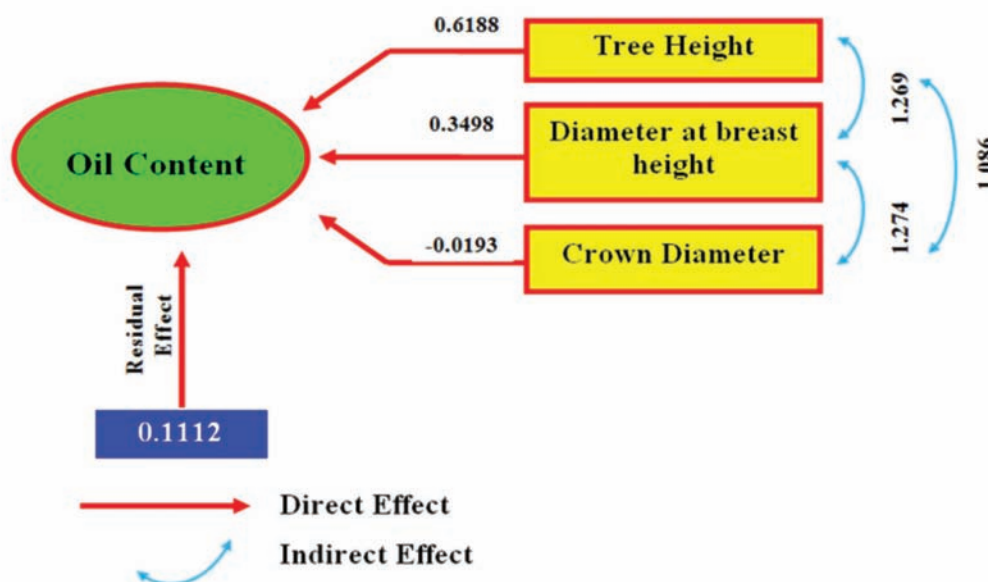 0.6188
Tree Height
1.269
0.3498
Diameter at breast
height
1.086
Oil Content
1.274
-0.0193
Crown Diameter
Residual
Effect
0.1112
Direct Effect
Indirect Effect